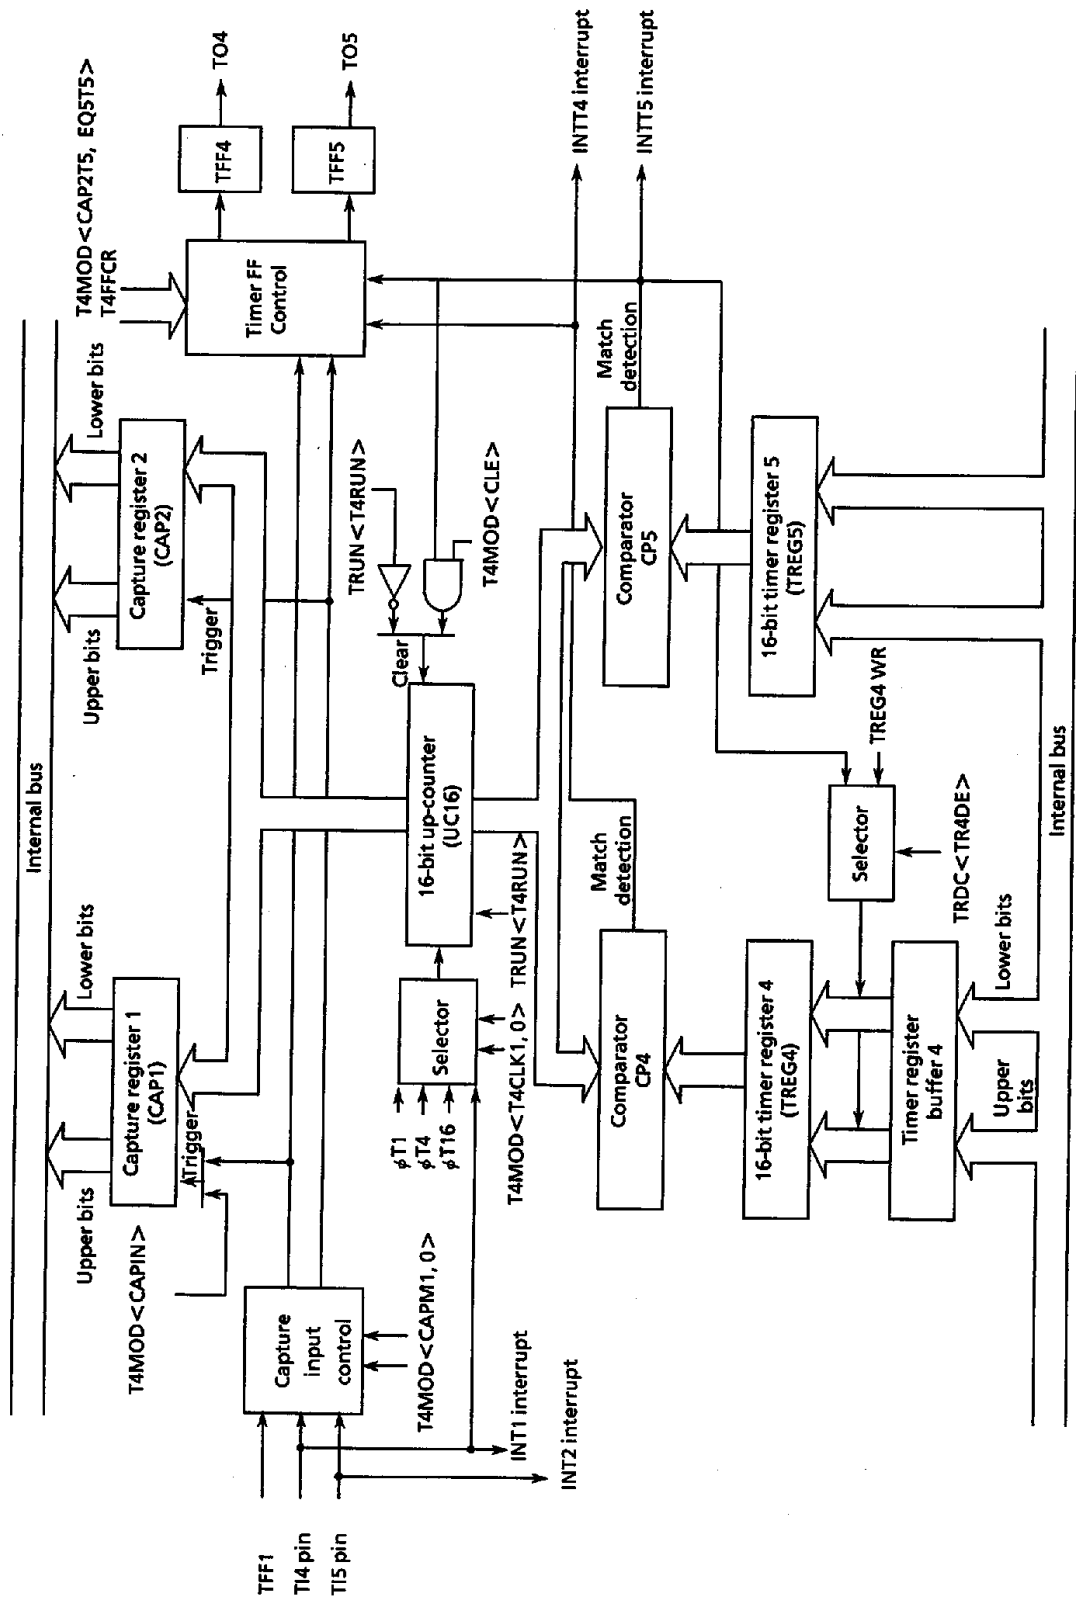 Internal bus
Upper bits
Lower bits
Upper bits
Lower bits
T4MOD<CAP2T5, EQ5T5>
T4FFCR
T4MOD<CAPIN>
Capture register 1
(CAP1)
Trigger
Capture register 2
(CAP2)
Trigger
TFF4
TO4
TFF5
TO5
Timer FF
Control
TFF1
TI4 pin
TI5 pin
Capture
input
control
T4MOD<CAPM1, 0>
INT1 interrupt
INT2 interrupt
φT1
φT4
φT16
Selector
T4MOD<T4CLK1, 0>
16-bit up-counter
(UC16)
TRUN<T4RUN>
Clear
TRUN<T4RUN>
T4MOD<CLE>
INTT4 interrupt
INTT5 interrupt
Comparator
CP4
Match
detection
Comparator
CP5
Match
detection
16-bit timer register 4
(TREG4)
16-bit timer register 5
(TREG5)
Selector
TREG4 WR
TRDC<TR4DE>
Timer register
buffer 4
Upper
bits
Lower bits
Internal bus